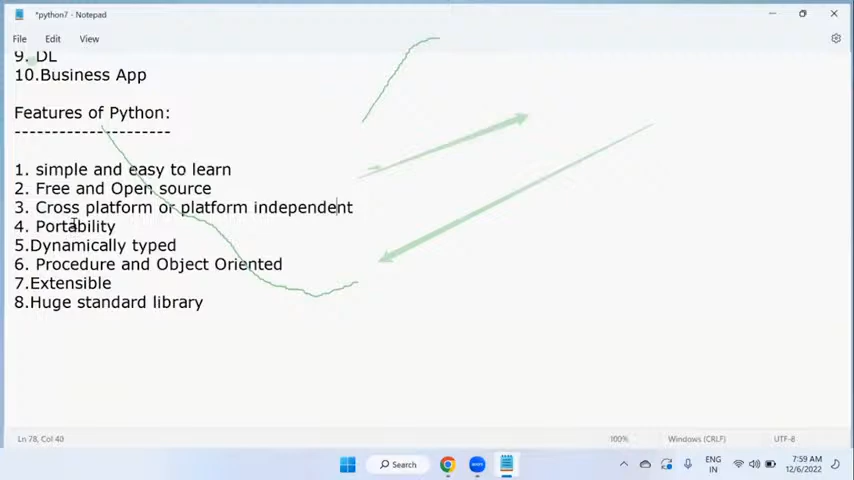 *python7 - Notepad
File Edit View
9. DL
10.Business App
Features of Python:
---------------------
1. simple and easy to learn
2. Free and Open source
3. Cross platform or platform independent
4. Portability
5.Dynamically typed
6. Procedure and Object Oriented
7.Extensible
8.Huge standard library
Ln 78, Col 40 100% Windows (CRLF) UTF-8
Search zoom ENG IN 7:59 AM 12/6/2022